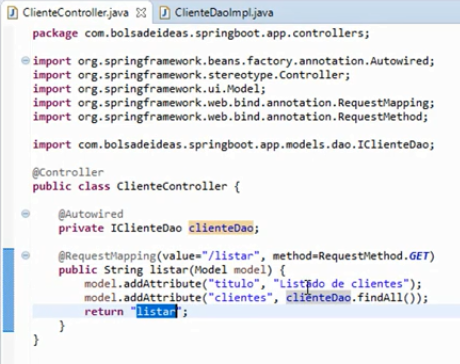 ClienteController.java ClienteDaoImpl.java
package com.bolsadeideas.springboot.app.controllers;
import org.springframework.beans.factory.annotation.Autowired;
import org.springframework.stereotype.Controller;
import org.springframework.ui.Model;
import org.springframework.web.bind.annotation.RequestMapping;
import org.springframework.web.bind.annotation.RequestMethod;
import com.bolsadeideas.springboot.app.models.dao.IClienteDao;
@Controller
public class ClienteController {
@Autowired
private IClienteDao clienteDao;
@RequestMapping(value="/listar", method=RequestMethod.GET)
public String listar(Model model) {
model.addAttribute("titulo", "Listado de clientes");
model.addAttribute("clientes", clienteDao.findAll());
return "listar";
}
}